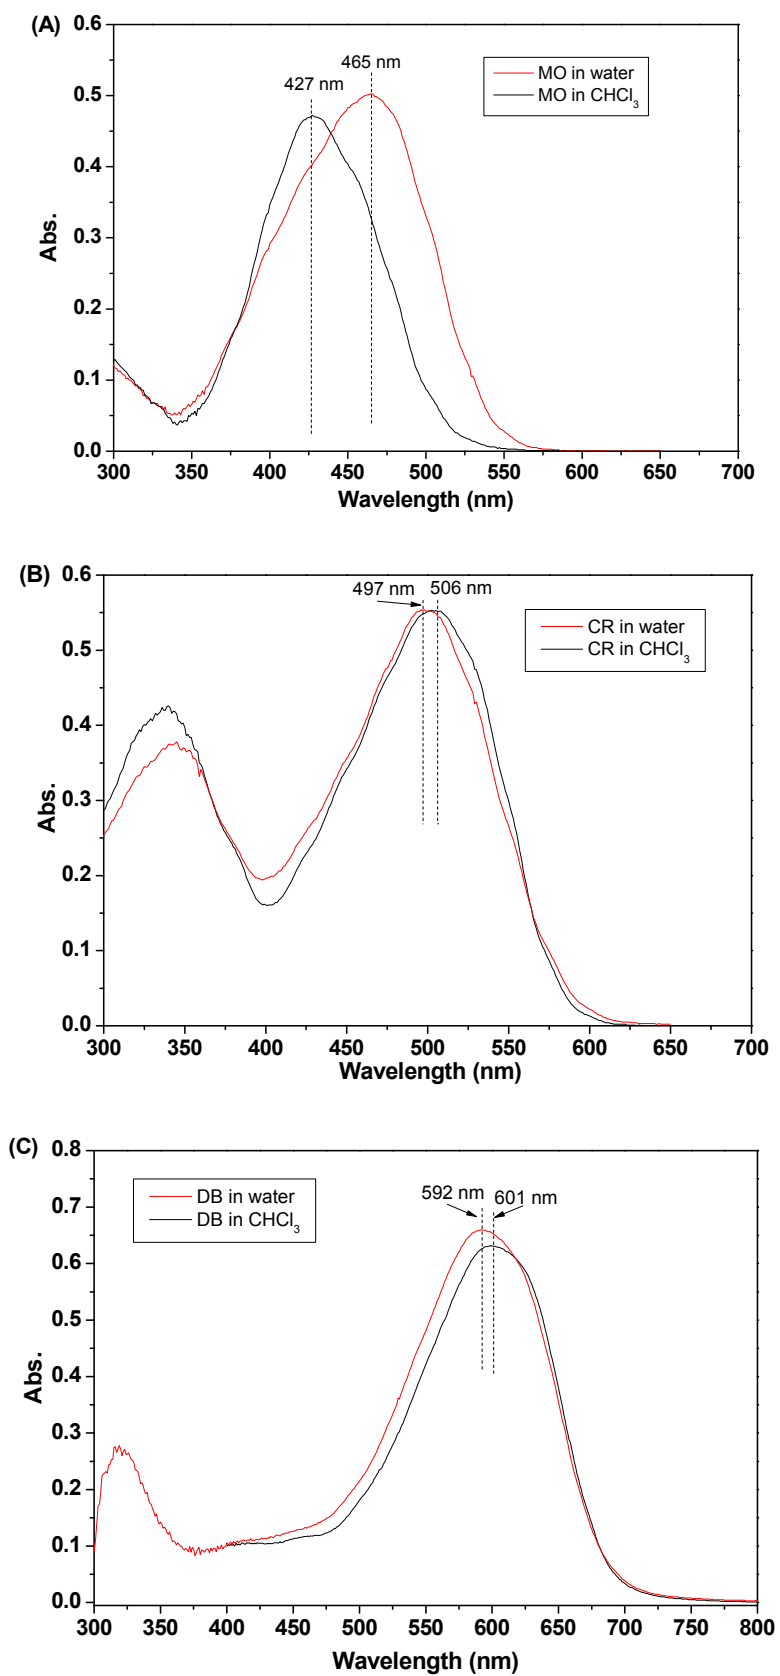 (A)
0.6
0.5
0.4
0.3
0.2
0.1
0.0
Abs.
427 nm
465 nm
MO in water
MO in CHCl₃
300 350 400 450 500 550 600 650 700
Wavelength (nm)
(B)
0.6
0.5
0.4
0.3
0.2
0.1
0.0
Abs.
497 nm 506 nm
CR in water
CR in CHCl₃
300 350 400 450 500 550 600 650 700
Wavelength (nm)
(C)
0.8
0.7
0.6
0.5
0.4
0.3
0.2
0.1
0.0
Abs.
DB in water
DB in CHCl₃
592 nm 601 nm
300 350 400 450 500 550 600 650 700 750 800
Wavelength (nm)